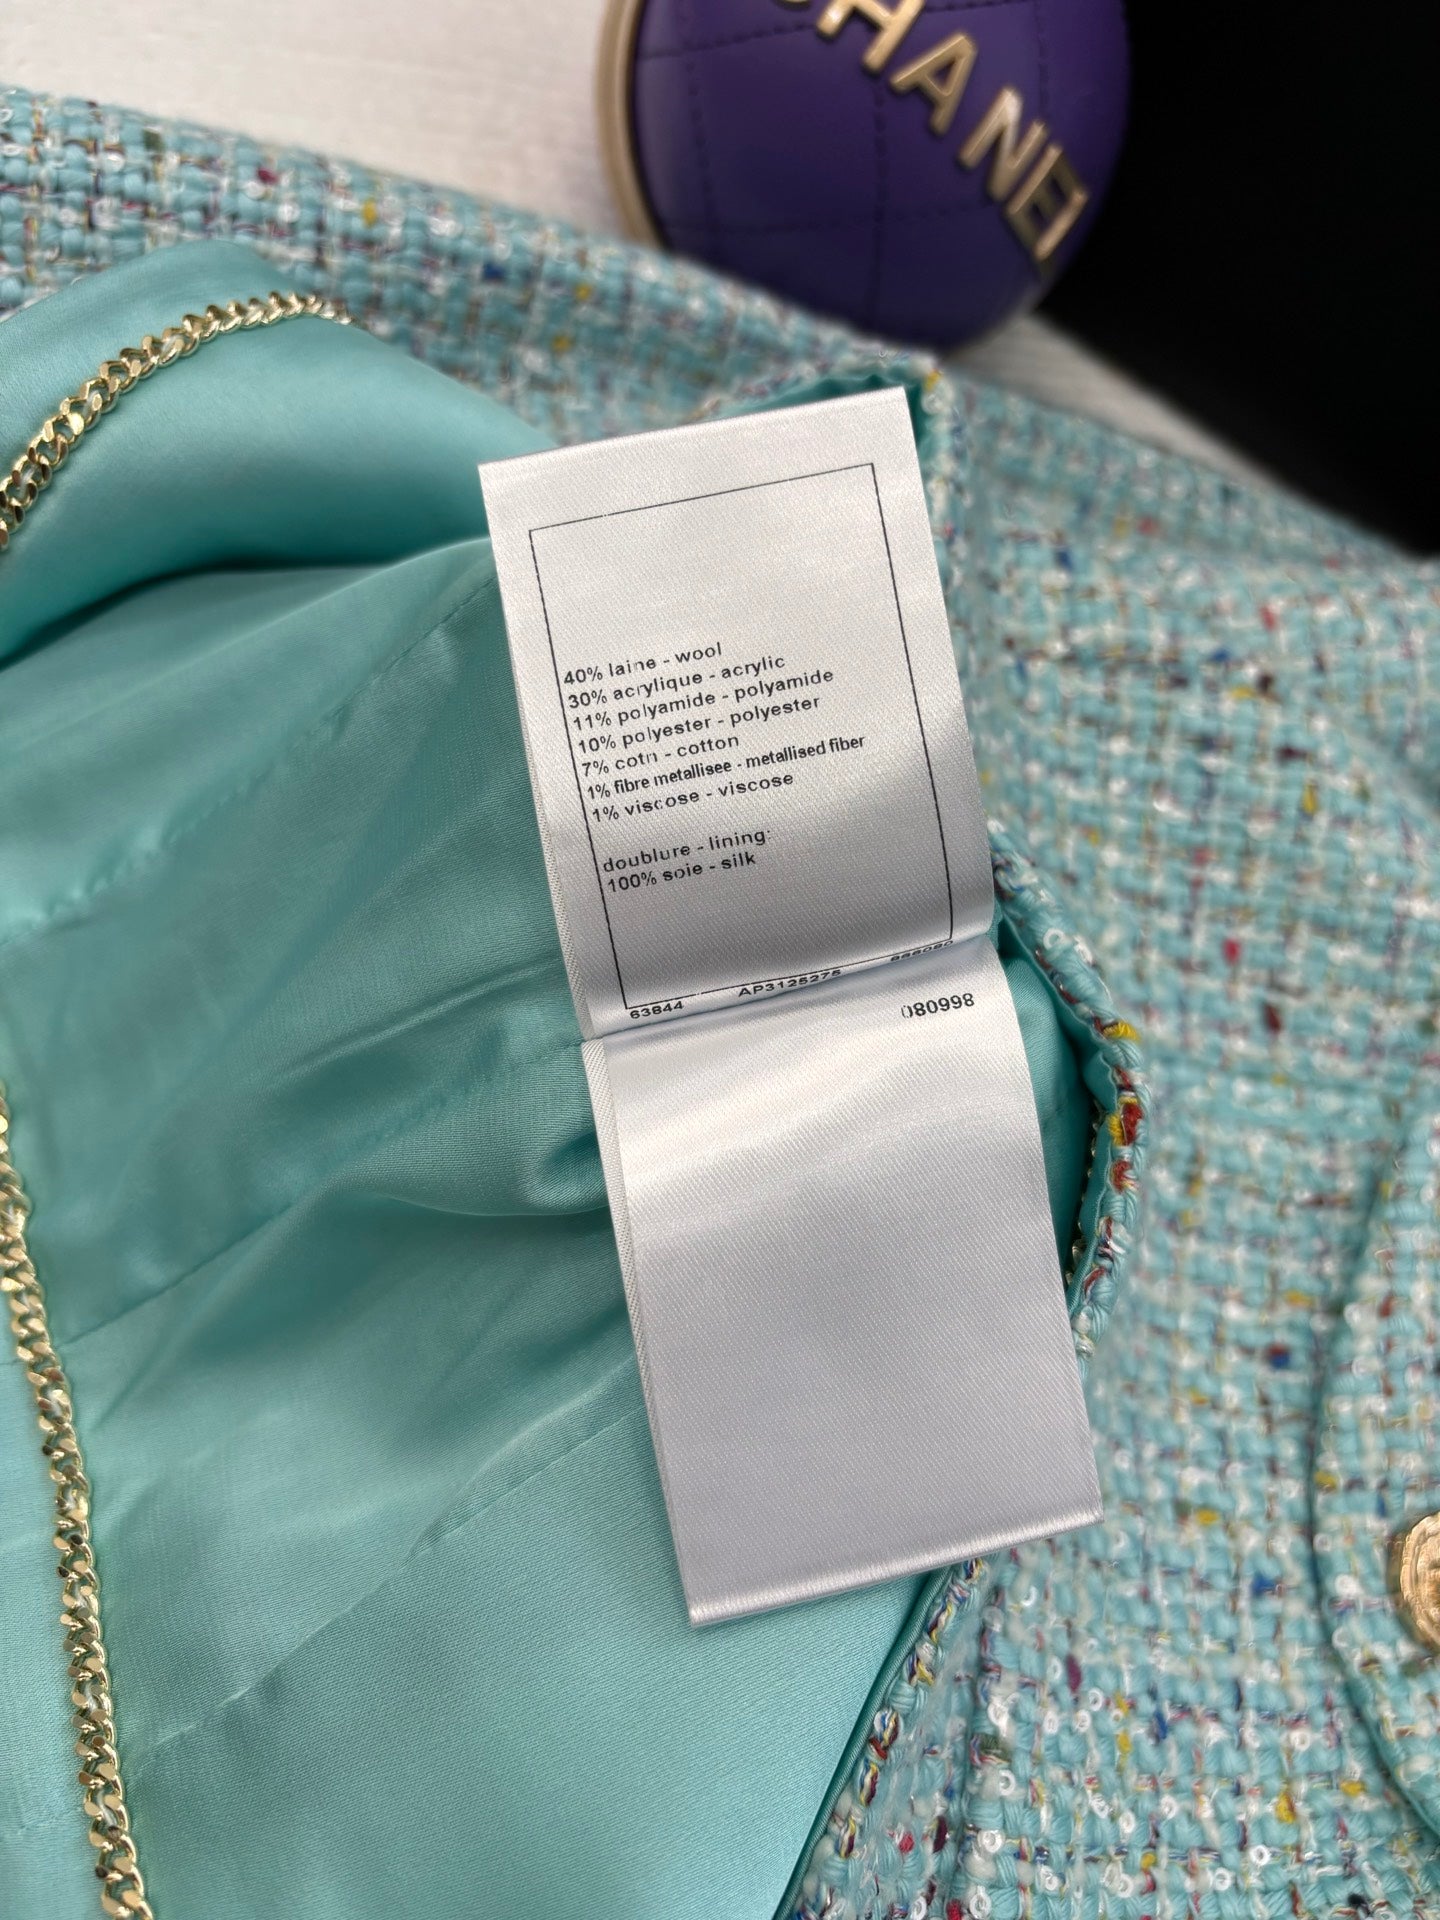 CHANEL
40% laine - wool
30% acrylique - acrylic
11% polyamide - polyamide
10% polyester - polyester
7% cotn - cotton
1% fibre metallisee - metallised fiber
1% viscose - viscose
doublure - lining:
100% soie - silk
63844 AP3125275
080998